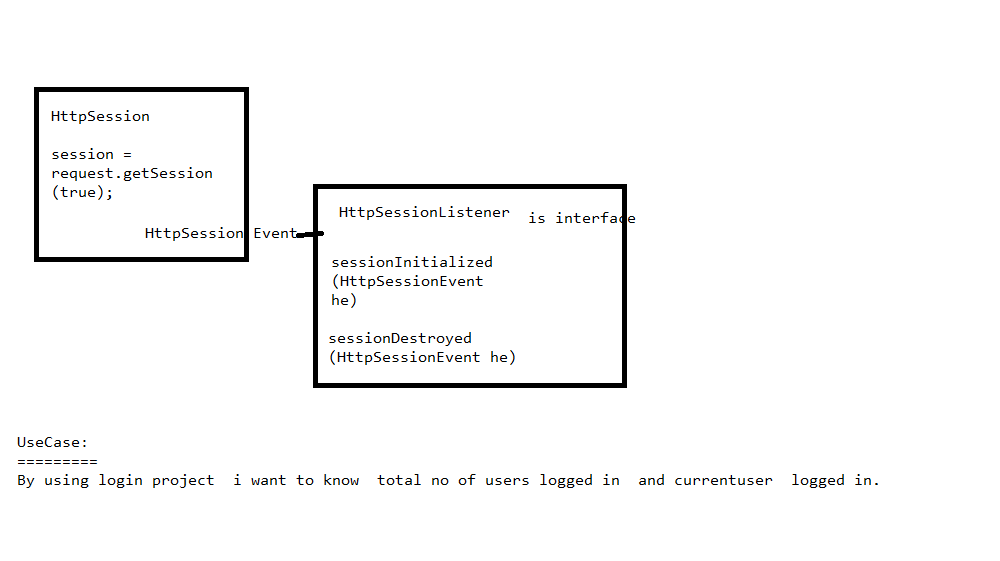 HttpSession
session =
request.getSession
(true);
HttpSession Event
HttpSessionListener is interface
sessionInitialized
(HttpSessionEvent
he)
sessionDestroyed
(HttpSessionEvent he)
UseCase:
=========
By using login project i want to know total no of users logged in and currentuser logged in.